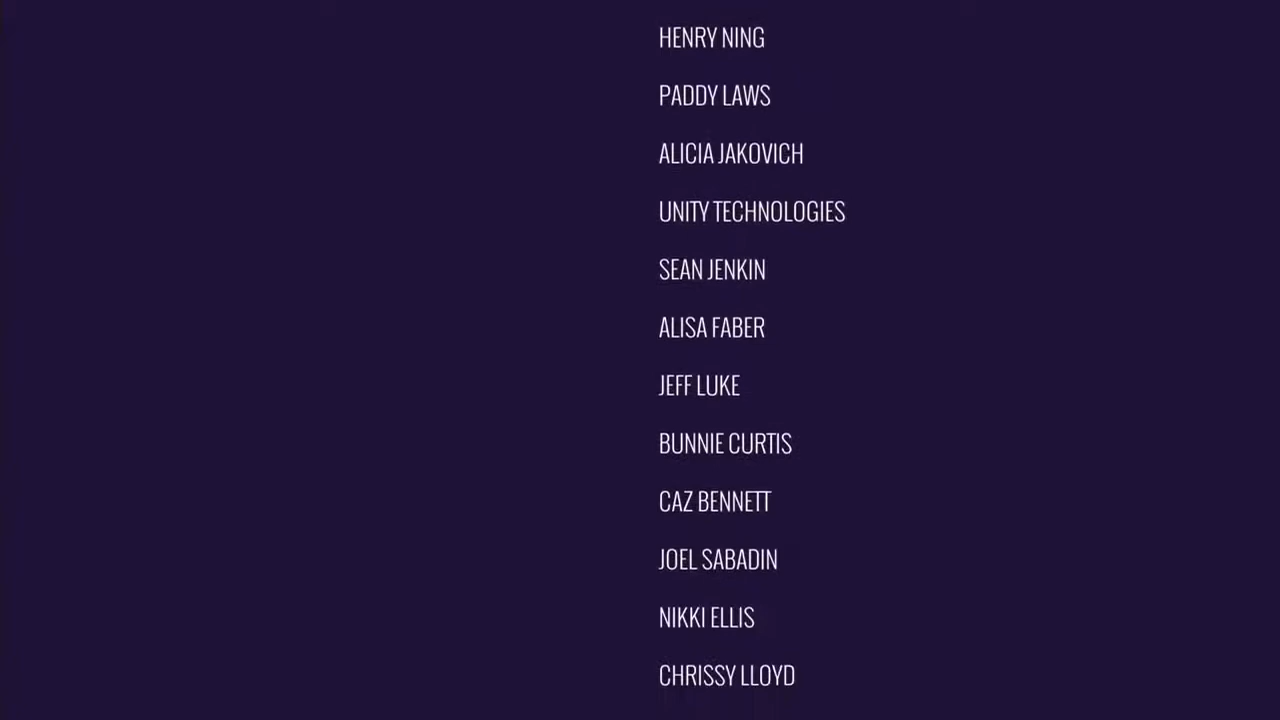 HENRY NING
PADDY LAWS
ALICIA JAKOVICH
UNITY TECHNOLOGIES
SEAN JENKIN
ALISA FABER
JEFF LUKE
BUNNIE CURTIS
CAZ BENNETT
JOEL SABADIN
NIKKI ELLIS
CHRISSY LLOYD